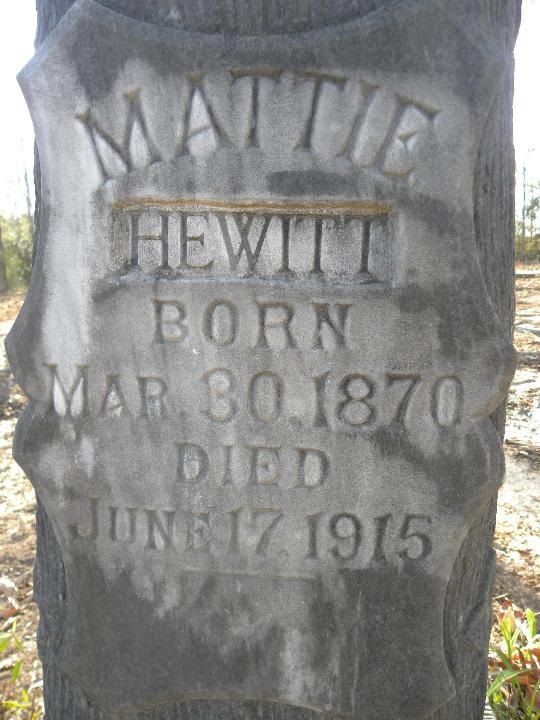 MATTIE
HEWITT
BORN
MAR. 30. 1870
DIED
JUNE 17. 1915